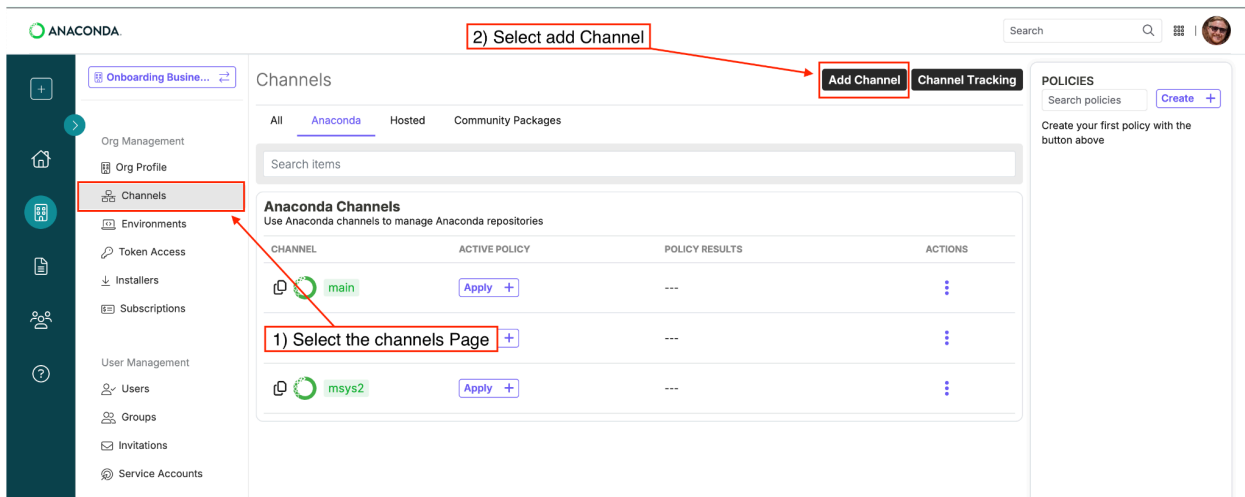 ANACONDA.
2) Select add Channel
Search
Onboarding Busine...
Channels
Add Channel
Channel Tracking
POLICIES
Search policies
Create +
Create your first policy with the
button above
All
Anaconda
Hosted
Community Packages
Search items
Org Management
Org Profile
Channels
Environments
Token Access
Installers
Subscriptions
User Management
Users
Groups
Invitations
Service Accounts
Anaconda Channels
Use Anaconda channels to manage Anaconda repositories
CHANNEL
ACTIVE POLICY
POLICY RESULTS
ACTIONS
main
Apply +
---
1) Select the channels Page
+
---
msys2
Apply +
---